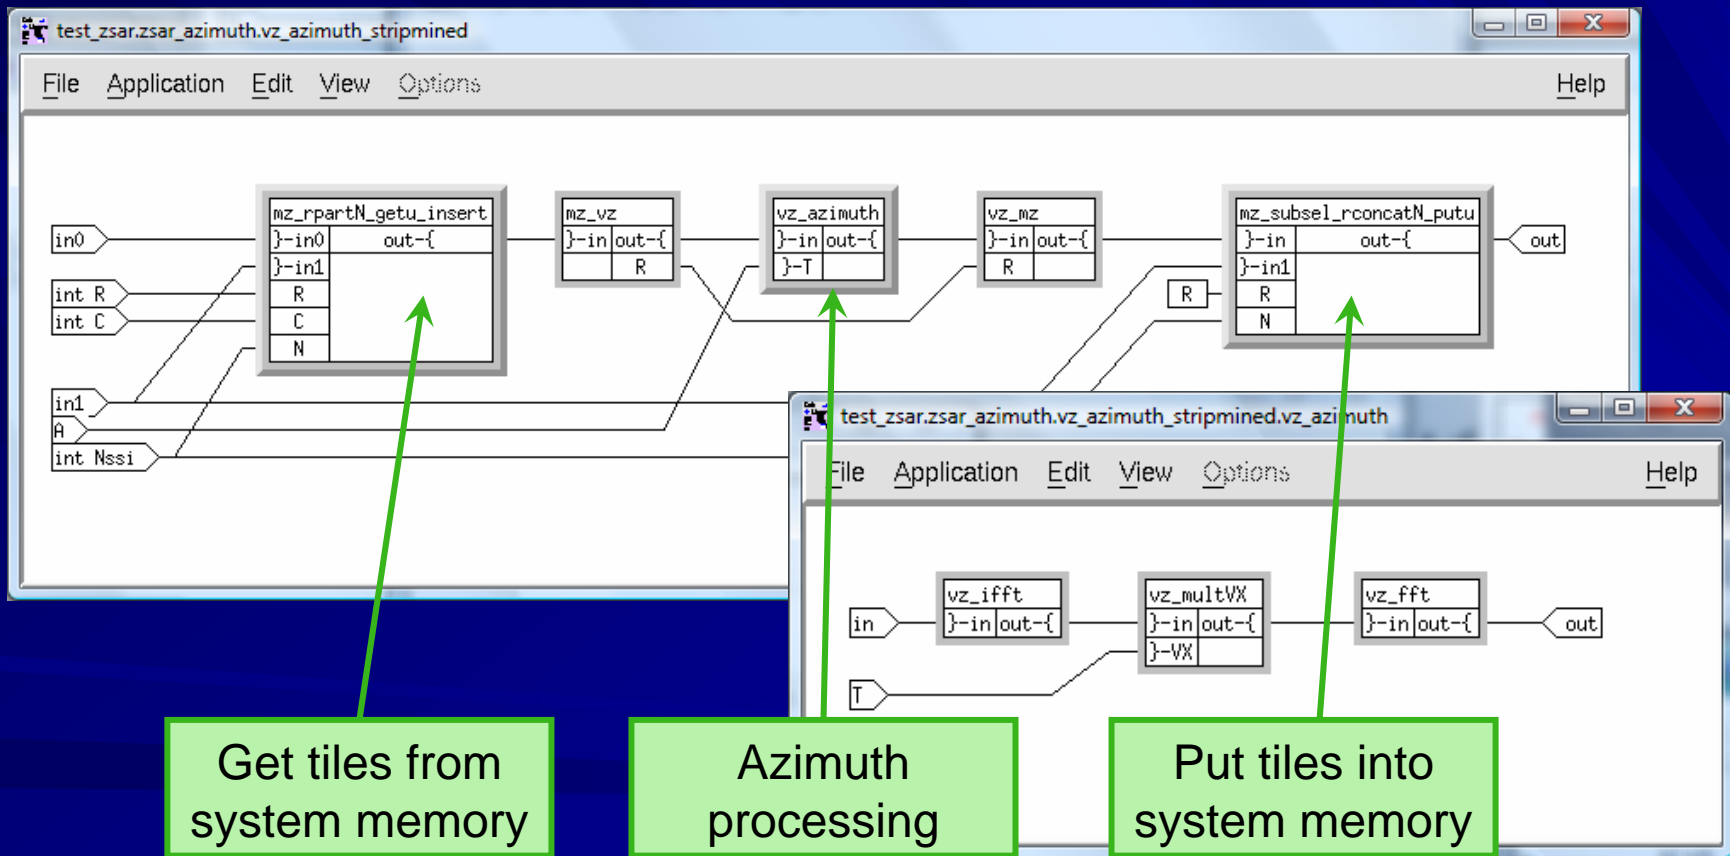 test_zsar.zsar_azimuth.vz_azimuth_stripmined
File Application Edit View Options Help
mz_rpartN_getu_insert
}-in0 out-{
}-in1
R
C
N
mz_vz
}-in out-{
R
vz_azimuth
}-in out-{
}-T
vz_mz
}-in out-{
R
mz_subsel_rconcatN_putu
}-in out-{
}-in1
R
N
in0
int R
int C
in1
A
int Nssi
R
out
test_zsar.zsar_azimuth.vz_azimuth_stripmined.vz_azimuth
File Application Edit View Options Help
in
T
vz_ifft
}-in out-{
vz_multVX
}-in out-{
}-VX
vz_fft
}-in out-{
out
Get tiles from
system memory
Azimuth
processing
Put tiles into
system memory